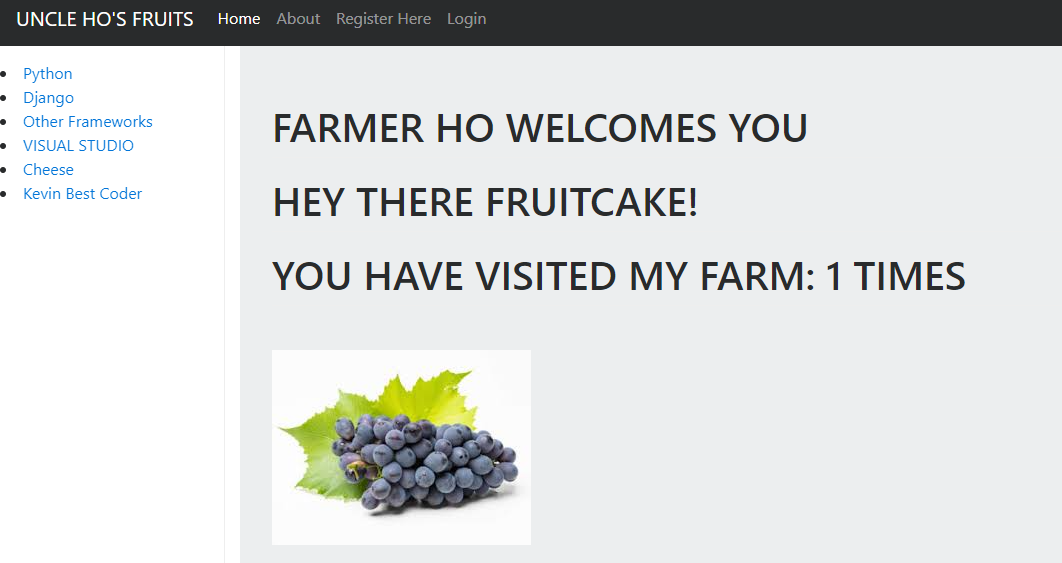 UNCLE HO'S FRUITS Home About Register Here Login
Python
Django
Other Frameworks
VISUAL STUDIO
Cheese
Kevin Best Coder
FARMER HO WELCOMES YOU
HEY THERE FRUITCAKE!
YOU HAVE VISITED MY FARM: 1 TIMES